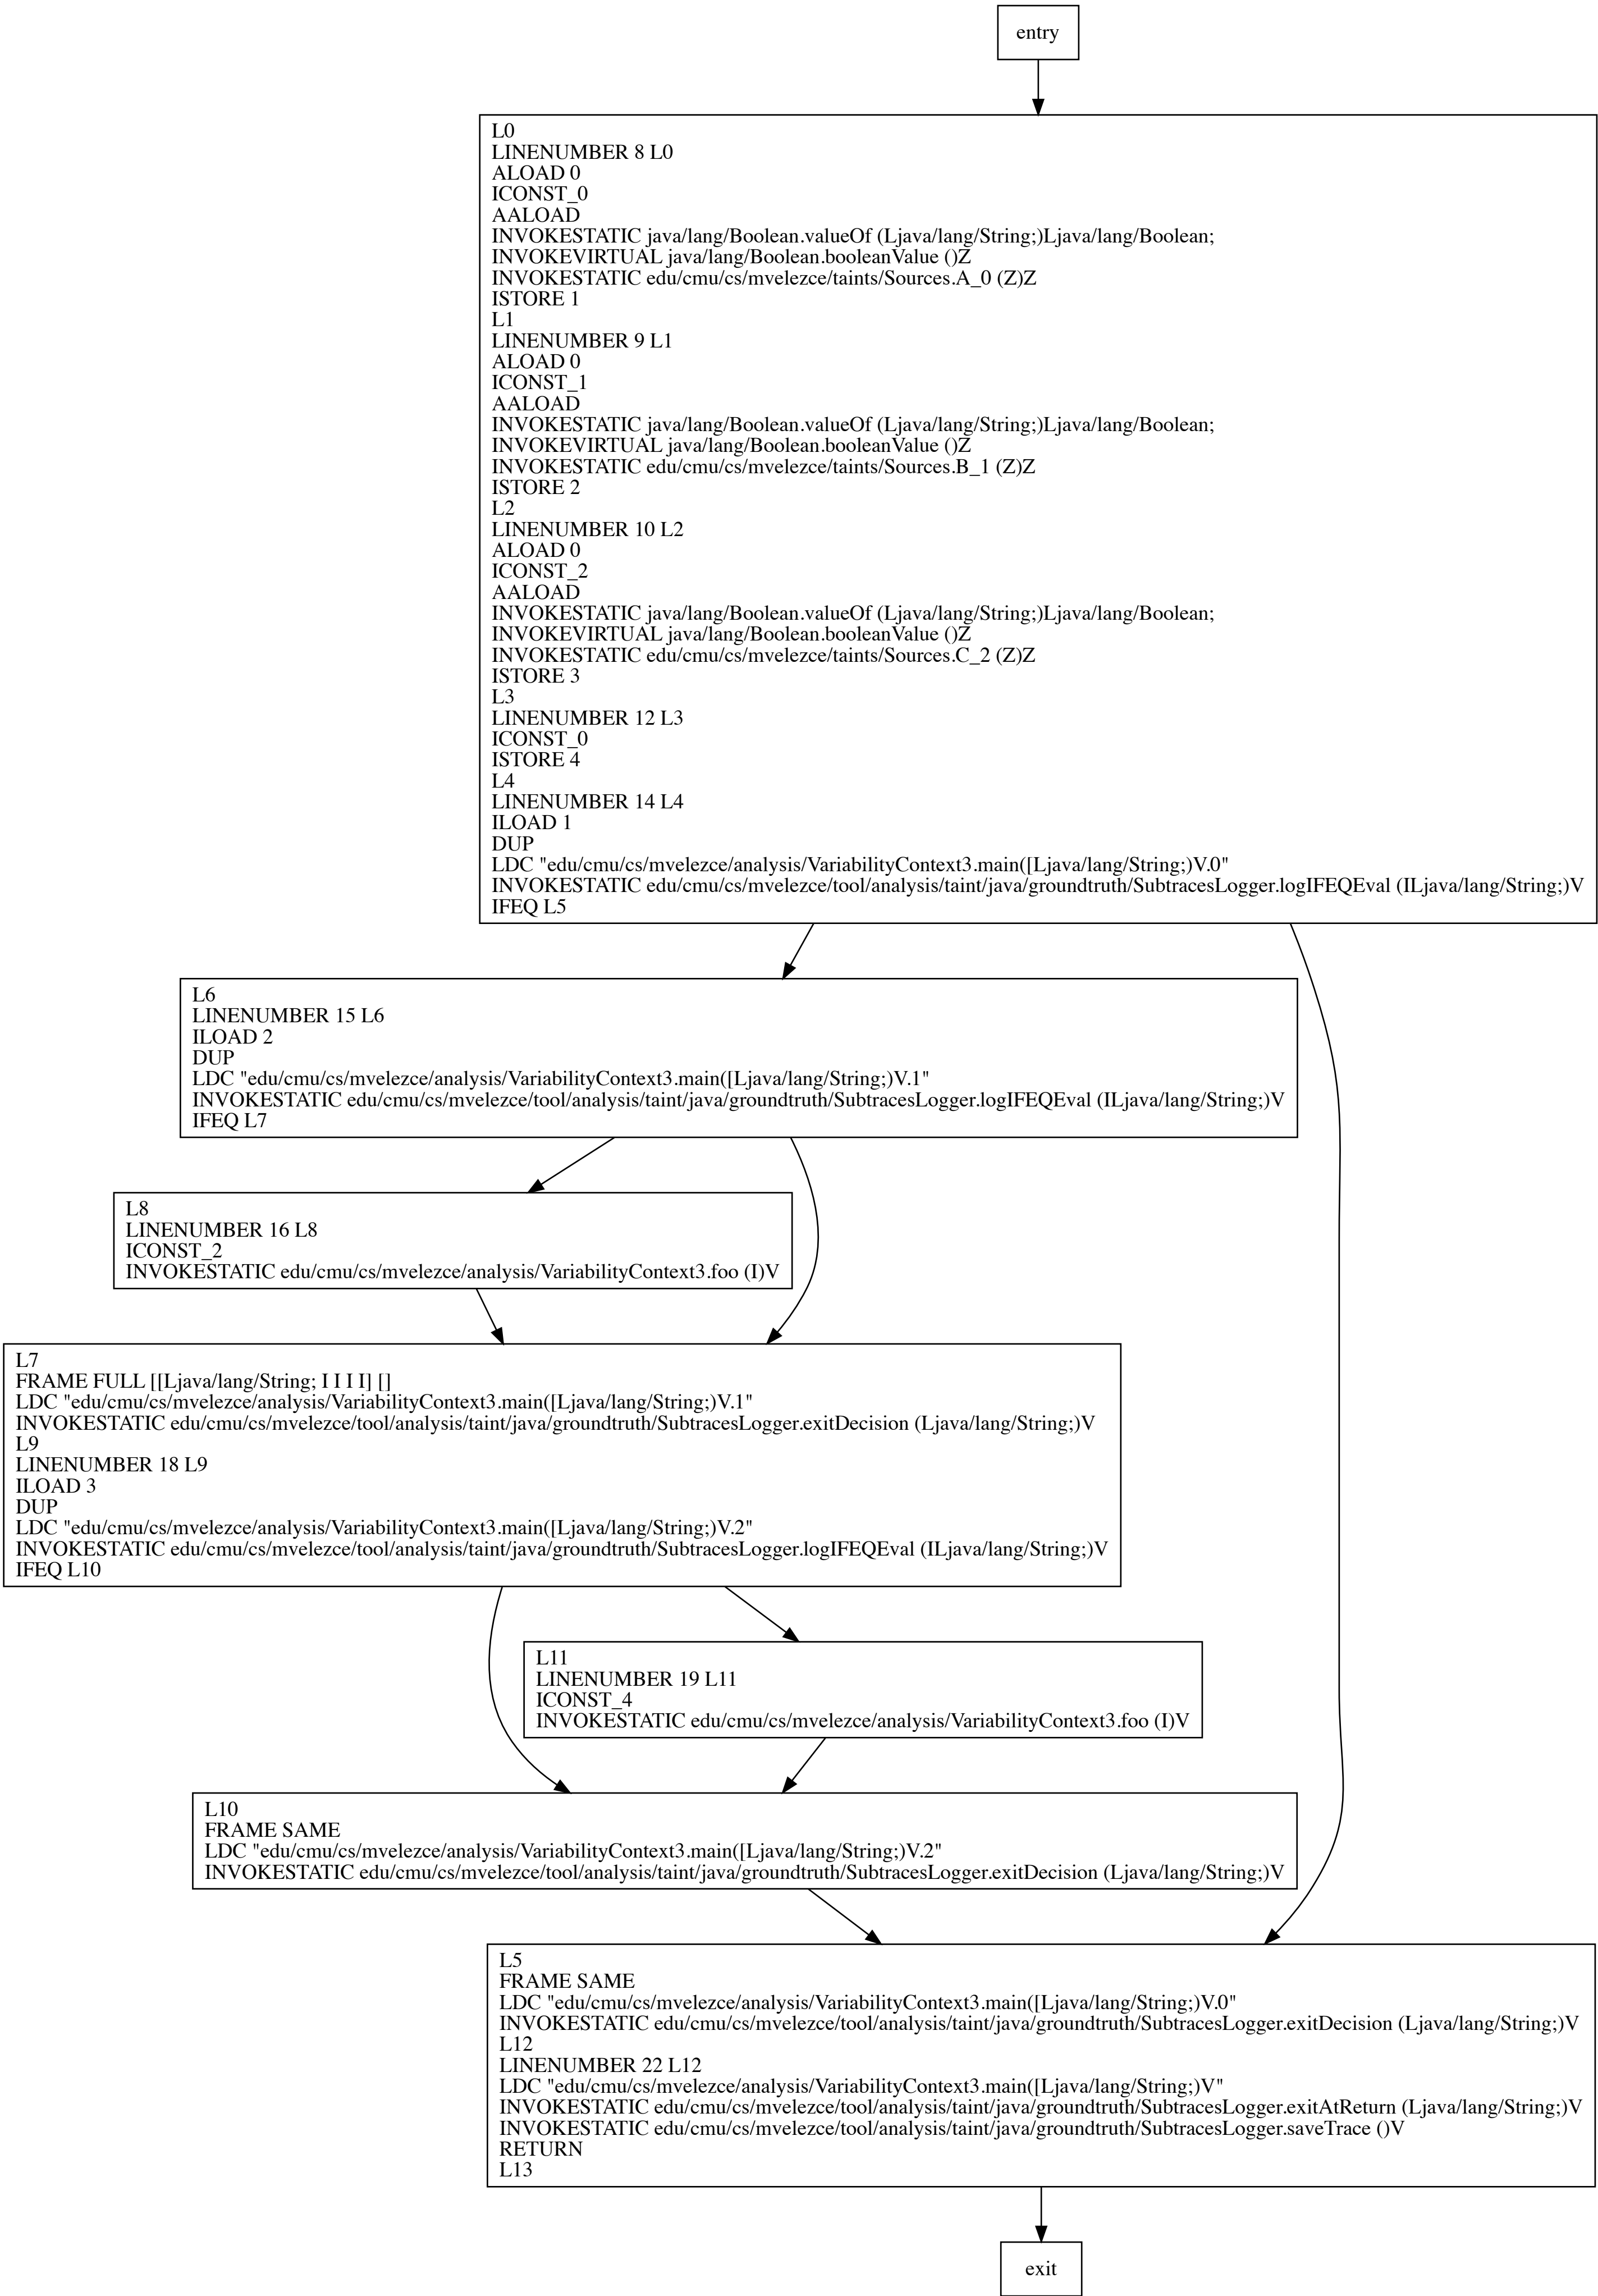 entry
L0
LINENUMBER 8 L0
ALOAD 0
ICONST_0
AALOAD
INVOKESTATIC java/lang/Boolean.valueOf (Ljava/lang/String;)Ljava/lang/Boolean;
INVOKEVIRTUAL java/lang/Boolean.booleanValue ()Z
INVOKESTATIC edu/cmu/cs/mvelezce/taints/Sources.A_0 (Z)Z
ISTORE 1
L1
LINENUMBER 9 L1
ALOAD 0
ICONST_1
AALOAD
INVOKESTATIC java/lang/Boolean.valueOf (Ljava/lang/String;)Ljava/lang/Boolean;
INVOKEVIRTUAL java/lang/Boolean.booleanValue ()Z
INVOKESTATIC edu/cmu/cs/mvelezce/taints/Sources.B_1 (Z)Z
ISTORE 2
L2
LINENUMBER 10 L2
ALOAD 0
ICONST_2
AALOAD
INVOKESTATIC java/lang/Boolean.valueOf (Ljava/lang/String;)Ljava/lang/Boolean;
INVOKEVIRTUAL java/lang/Boolean.booleanValue ()Z
INVOKESTATIC edu/cmu/cs/mvelezce/taints/Sources.C_2 (Z)Z
ISTORE 3
L3
LINENUMBER 12 L3
ICONST_0
ISTORE 4
L4
LINENUMBER 14 L4
ILOAD 1
DUP
LDC "edu/cmu/cs/mvelezce/analysis/VariabilityContext3.main([Ljava/lang/String;)V.0"
INVOKESTATIC edu/cmu/cs/mvelezce/tool/analysis/taint/java/groundtruth/SubtracesLogger.logIFEQEval (ILjava/lang/String;)V
IFEQ L5
L6
LINENUMBER 15 L6
ILOAD 2
DUP
LDC "edu/cmu/cs/mvelezce/analysis/VariabilityContext3.main([Ljava/lang/String;)V.1"
INVOKESTATIC edu/cmu/cs/mvelezce/tool/analysis/taint/java/groundtruth/SubtracesLogger.logIFEQEval (ILjava/lang/String;)V
IFEQ L7
L8
LINENUMBER 16 L8
ICONST_2
INVOKESTATIC edu/cmu/cs/mvelezce/analysis/VariabilityContext3.foo (I)V
L7
FRAME FULL [[Ljava/lang/String; I I I I] []
LDC "edu/cmu/cs/mvelezce/analysis/VariabilityContext3.main([Ljava/lang/String;)V.1"
INVOKESTATIC edu/cmu/cs/mvelezce/tool/analysis/taint/java/groundtruth/SubtracesLogger.exitDecision (Ljava/lang/String;)V
L9
LINENUMBER 18 L9
ILOAD 3
DUP
LDC "edu/cmu/cs/mvelezce/analysis/VariabilityContext3.main([Ljava/lang/String;)V.2"
INVOKESTATIC edu/cmu/cs/mvelezce/tool/analysis/taint/java/groundtruth/SubtracesLogger.logIFEQEval (ILjava/lang/String;)V
IFEQ L10
L11
LINENUMBER 19 L11
ICONST_4
INVOKESTATIC edu/cmu/cs/mvelezce/analysis/VariabilityContext3.foo (I)V
L10
FRAME SAME
LDC "edu/cmu/cs/mvelezce/analysis/VariabilityContext3.main([Ljava/lang/String;)V.2"
INVOKESTATIC edu/cmu/cs/mvelezce/tool/analysis/taint/java/groundtruth/SubtracesLogger.exitDecision (Ljava/lang/String;)V
L5
FRAME SAME
LDC "edu/cmu/cs/mvelezce/analysis/VariabilityContext3.main([Ljava/lang/String;)V.0"
INVOKESTATIC edu/cmu/cs/mvelezce/tool/analysis/taint/java/groundtruth/SubtracesLogger.exitDecision (Ljava/lang/String;)V
L12
LINENUMBER 22 L12
LDC "edu/cmu/cs/mvelezce/analysis/VariabilityContext3.main([Ljava/lang/String;)V"
INVOKESTATIC edu/cmu/cs/mvelezce/tool/analysis/taint/java/groundtruth/SubtracesLogger.exitAtReturn (Ljava/lang/String;)V
INVOKESTATIC edu/cmu/cs/mvelezce/tool/analysis/taint/java/groundtruth/SubtracesLogger.saveTrace ()V
RETURN
L13
exit